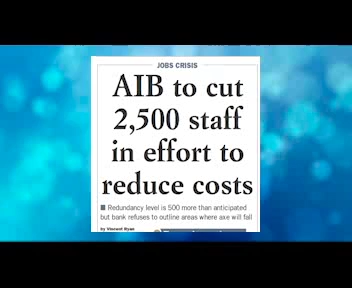 JOBS CRISIS
AIB to cut
2,500 staff
in effort to
reduce costs
■ Redundancy level is 500 more than anticipated
but bank refuses to outline areas where axe will fall
by Vincent Ryan